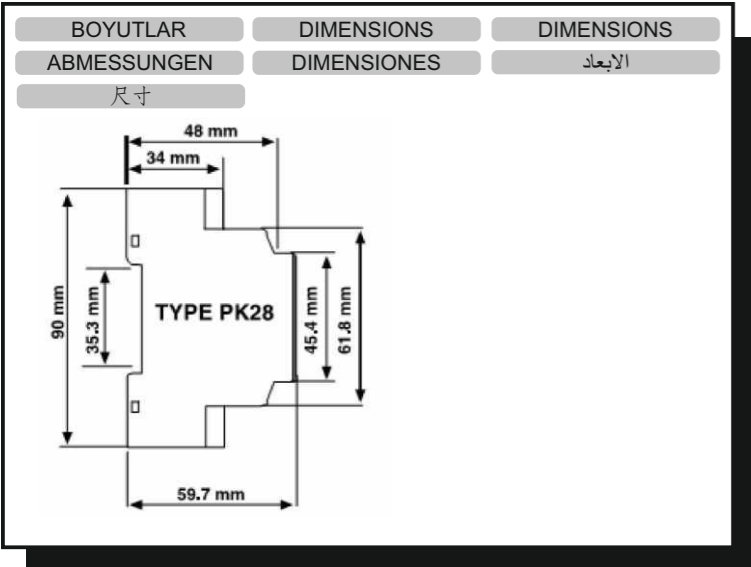 BOYUTLAR DIMENSIONS DIMENSIONS
ABMESSUNGEN DIMENSIONES الابعاد
尺寸
48 mm
34 mm
90 mm
35.3 mm
TYPE PK28
45.4 mm
61.8 mm
59.7 mm